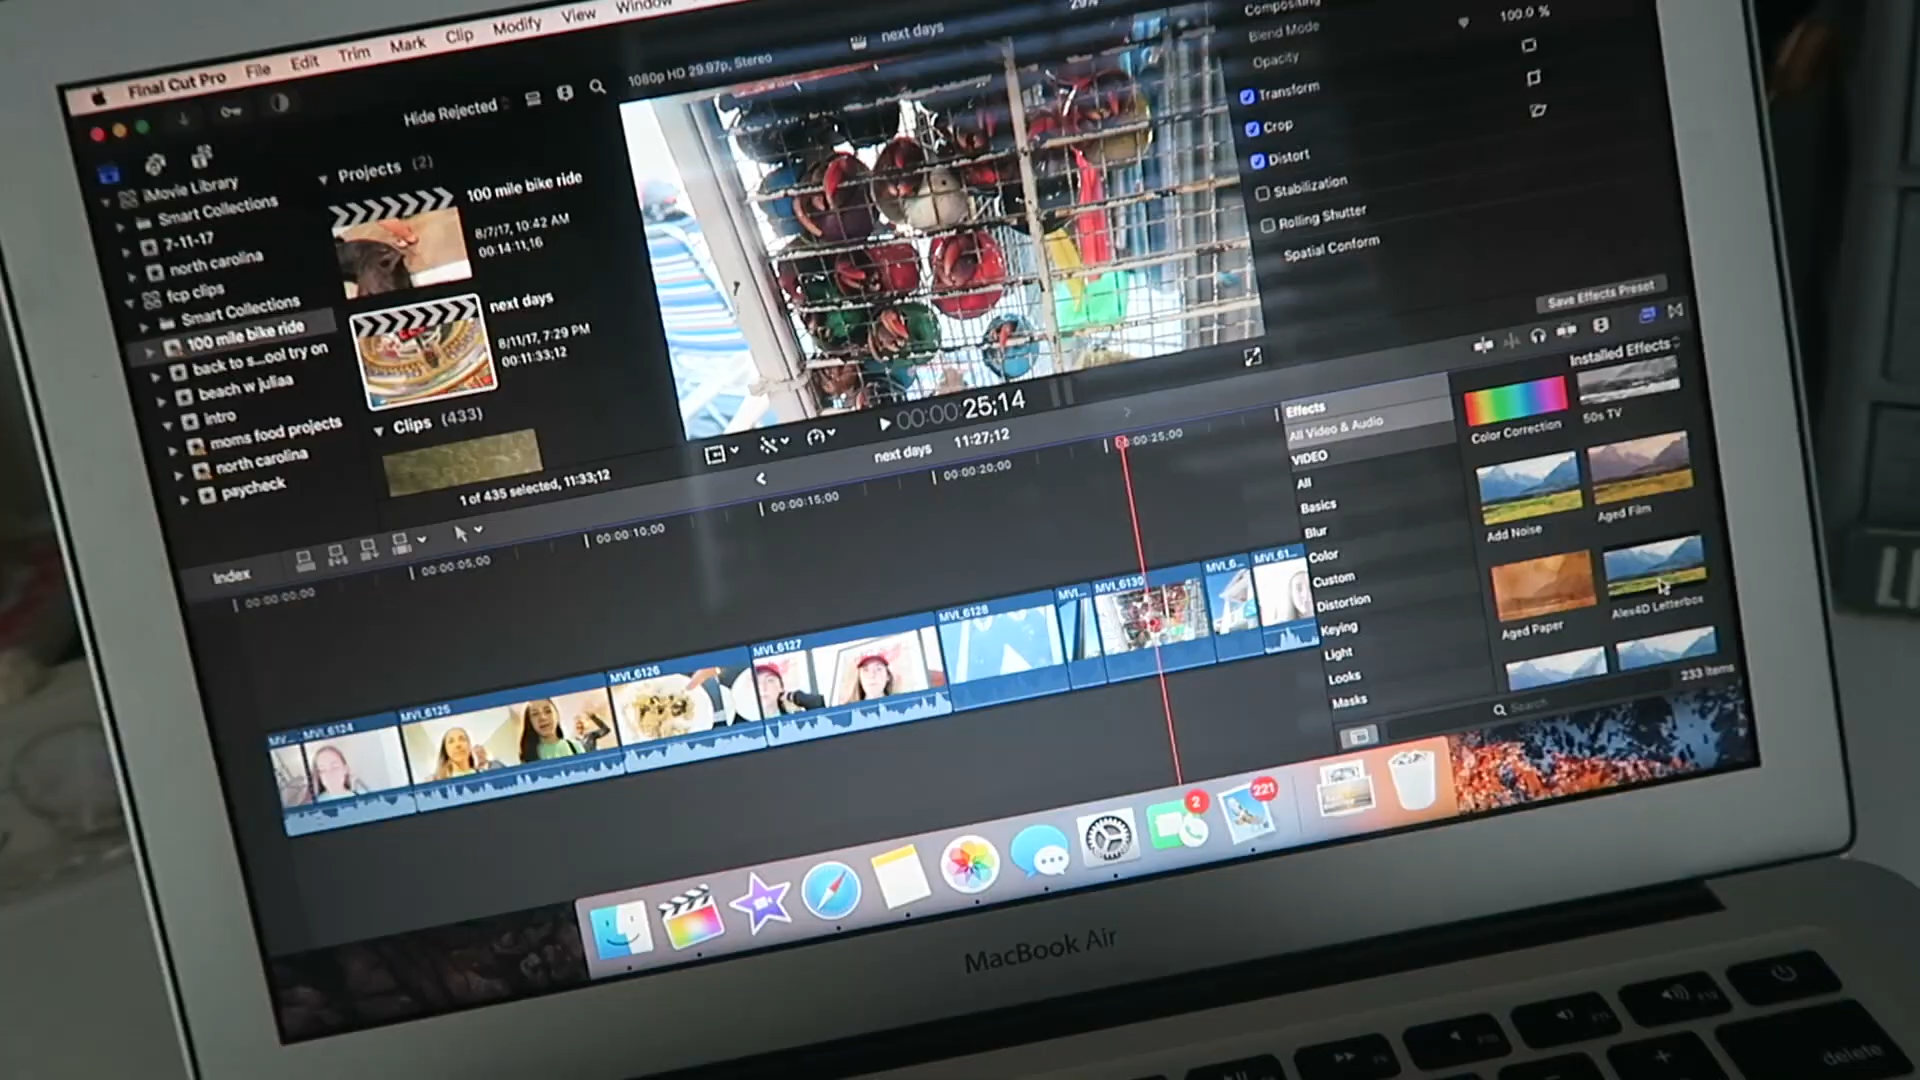 Final Cut Pro File Edit Trim Mark Clip Modify View Window
Hide Rejected
iMovie Library
Smart Collections
7-11-17
north carolina
fcp clips
Smart Collections
100 mile bike ride
back to s...ool try on
beach w juliaa
intro
moms food projects
north carolina
paycheck
Projects (2)
100 mile bike ride
8/7/17, 10:42 AM
00:14:11,16
next days
8/11/17, 7:29 PM
00:11:33;12
Clips (433)
1 of 435 selected, 11:33;12
1080p HD 29.97p, Stereo
next days
29%
00:00:25;14
Compositing
Blend Mode
Opacity
100.0 %
Transform
Crop
Distort
Stabilization
Rolling Shutter
Spatial Conform
Save Effects Preset
Index
next days
11:27;12
00:00:00;00
00:00:05;00
00:00:10;00
00:00:15;00
00:00:20;00
00:00:25;00
MV...
MVI_6124
MVI_6125
MVI_6126
MVI_6127
MVI_6128
MVI...
MVI_6130
MVI_6...
MVI_61...
Effects
All Video & Audio
VIDEO
All
Basics
Blur
Color
Custom
Distortion
Keying
Light
Looks
Masks
Installed Effects
Color Correction
50s TV
Add Noise
Aged Film
Aged Paper
Alex4D Letterbox
233 items
Search
2
221
MacBook Air
delete